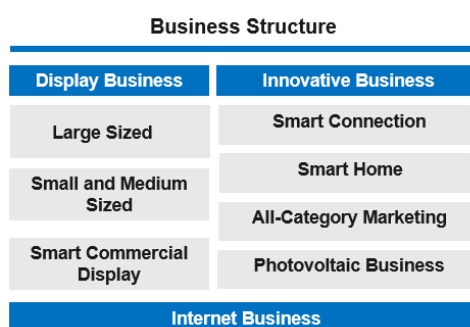 Business Structure
Display Business
Large Sized
Small and Medium
Sized
Smart Commercial
Display
Innovative Business
Smart Connection
Smart Home
All-Category Marketing
Photovoltaic Business
Internet Business